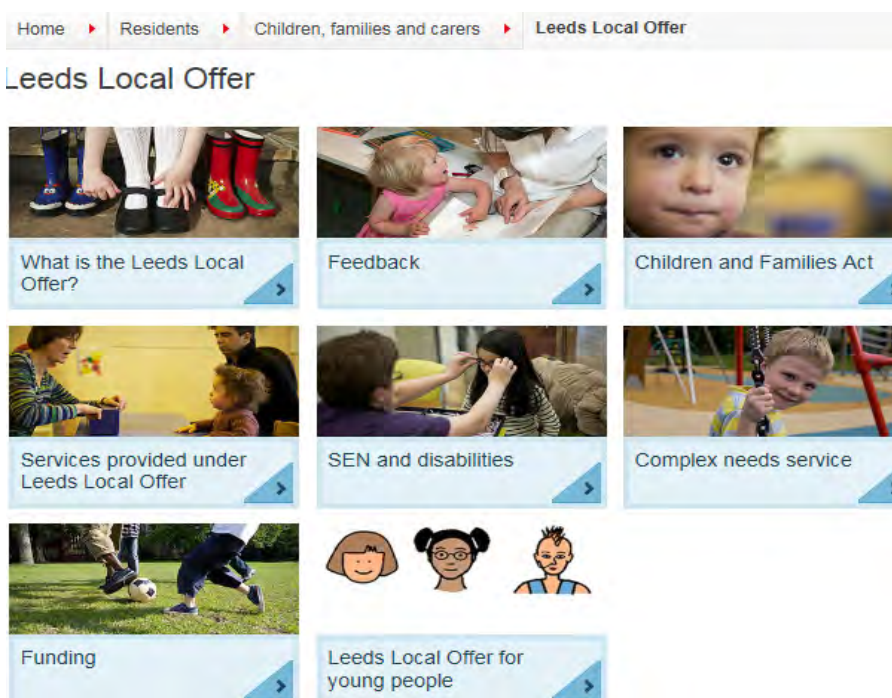 Home Residents Children, families and carers Leeds Local Offer
Leeds Local Offer
What is the Leeds Local
Offer?
Feedback
Children and Families Act
Services provided under
Leeds Local Offer
SEN and disabilities
Complex needs service
Funding
Leeds Local Offer for
young people